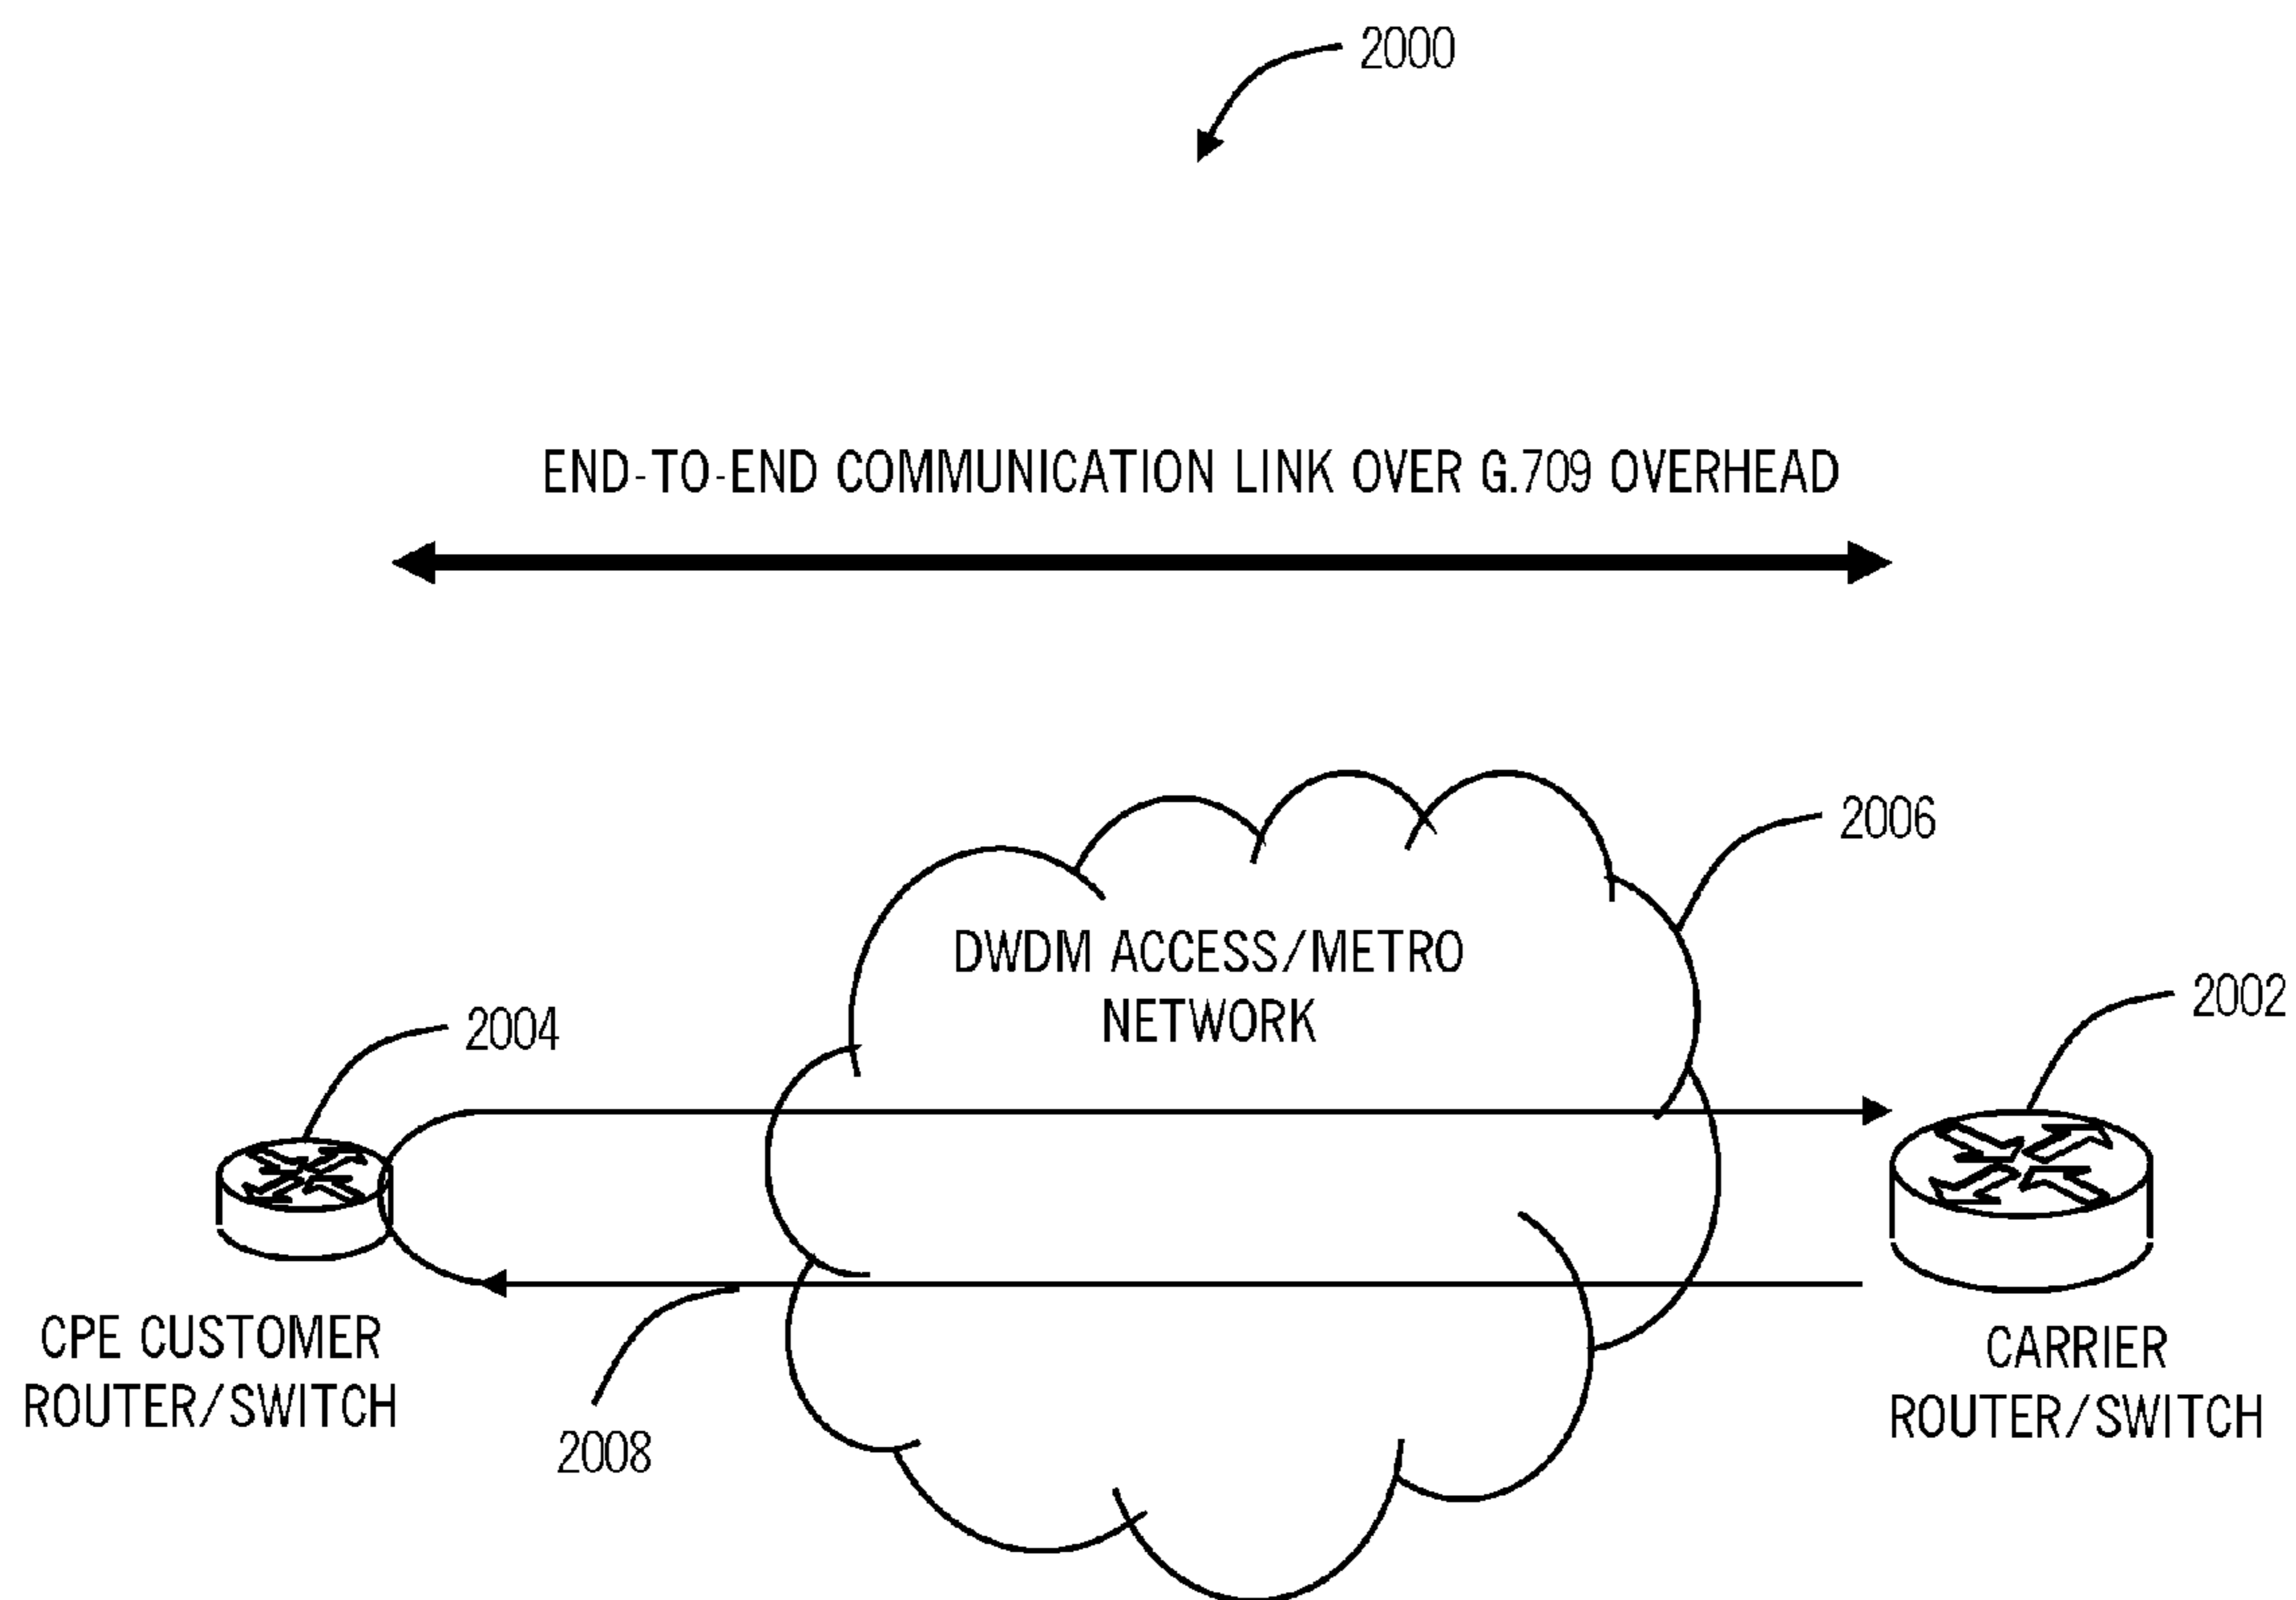 2000
END-TO-END COMMUNICATION LINK OVER G.709 OVERHEAD
2006
DWDM ACCESS/METRO
NETWORK
2002
2004
CPE CUSTOMER
ROUTER/SWITCH
CARRIER
ROUTER/SWITCH
2008